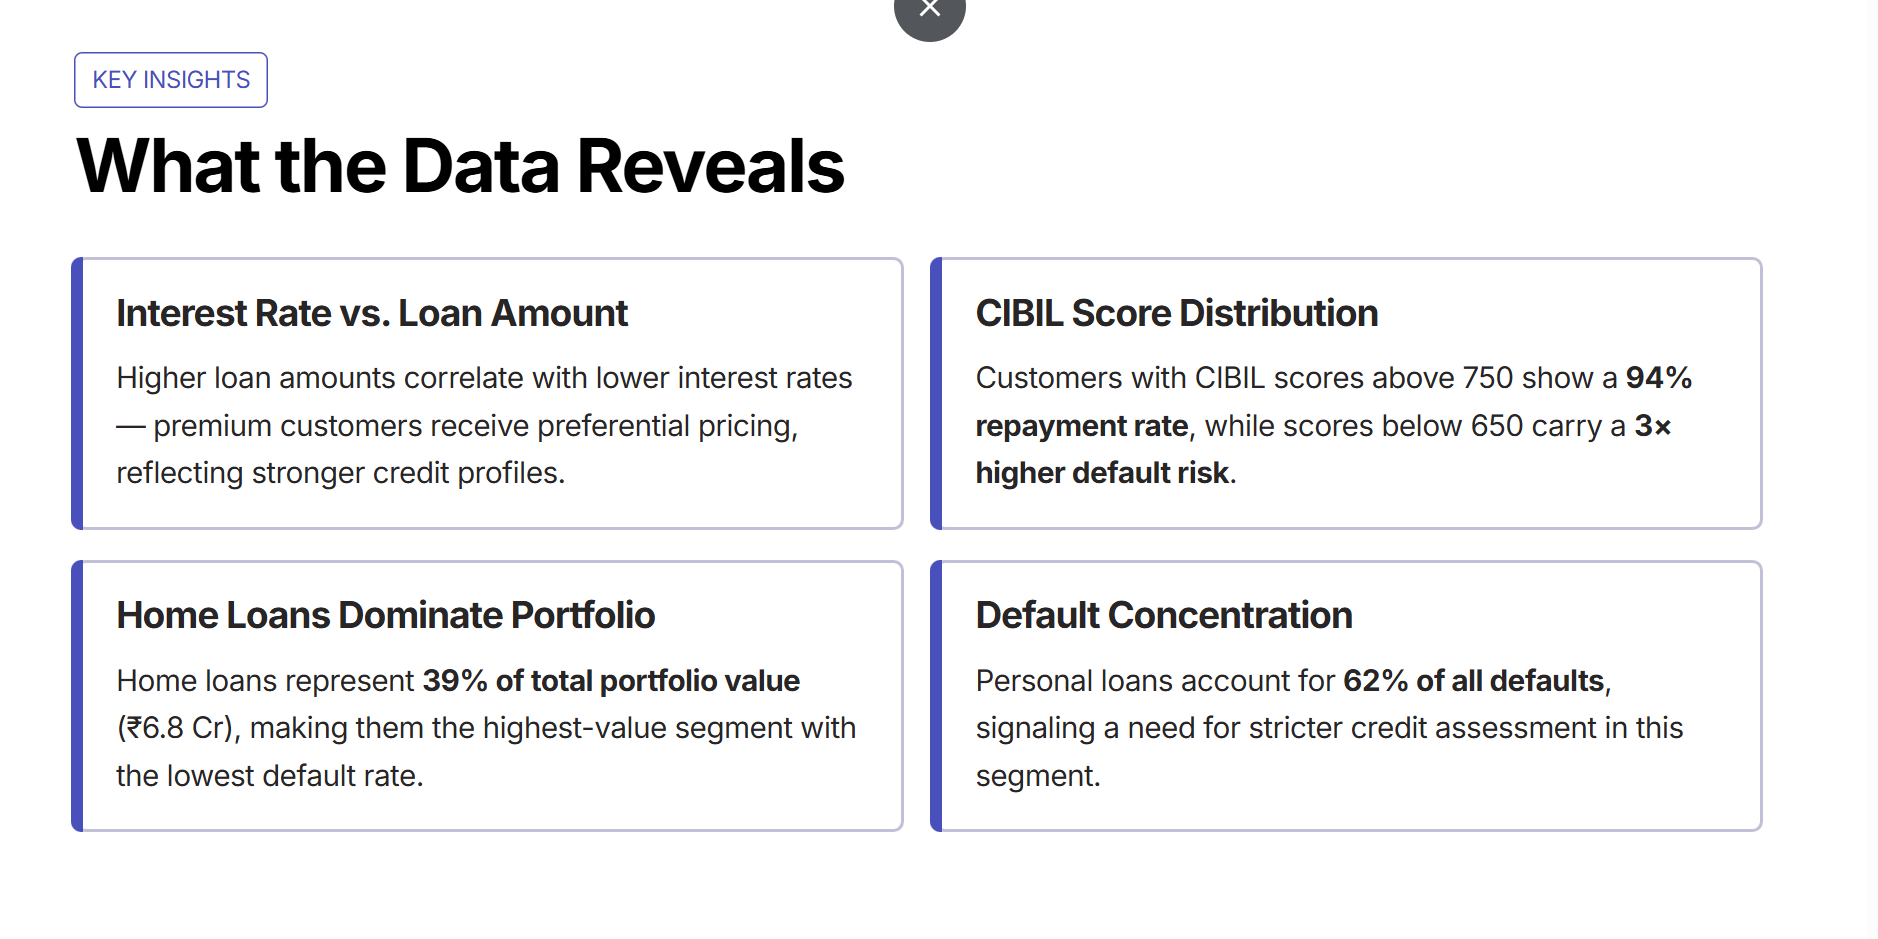 KEY INSIGHTS
What the Data Reveals
Interest Rate vs. Loan Amount
Higher loan amounts correlate with lower interest rates
— premium customers receive preferential pricing,
reflecting stronger credit profiles.
CIBIL Score Distribution
Customers with CIBIL scores above 750 show a 94%
repayment rate, while scores below 650 carry a 3×
higher default risk.
Home Loans Dominate Portfolio
Home loans represent 39% of total portfolio value
(₹6.8 Cr), making them the highest-value segment with
the lowest default rate.
Default Concentration
Personal loans account for 62% of all defaults,
signaling a need for stricter credit assessment in this
segment.